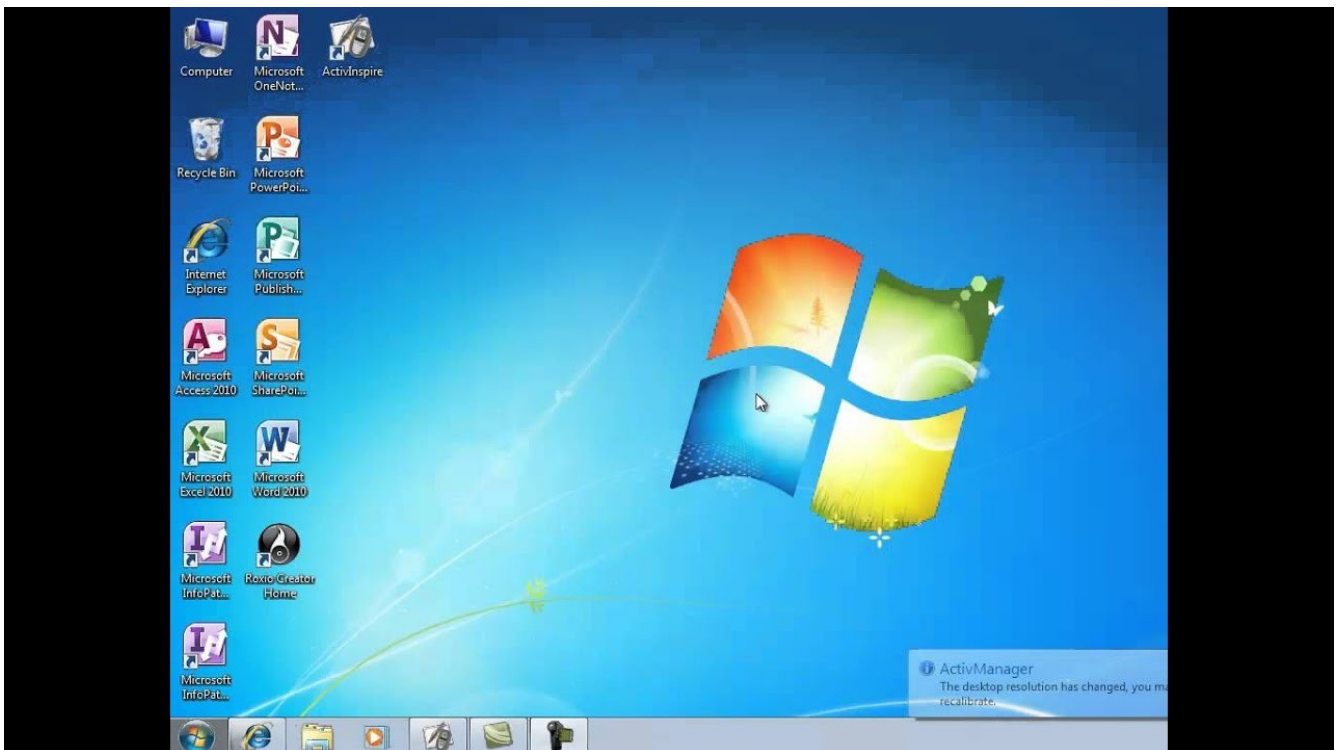 Computer
Microsoft
OneNot...
ActivInspire
Recycle Bin
Microsoft
PowerPoi...
Internet
Explorer
Microsoft
Publish...
Microsoft
Access 2010
Microsoft
SharePoi...
Microsoft
Excel 2010
Microsoft
Word 2010
Microsoft
InfoPat...
Roxio Creator
Home
Microsoft
InfoPat...
ActivManager
The desktop resolution has changed, you
recalibrate.